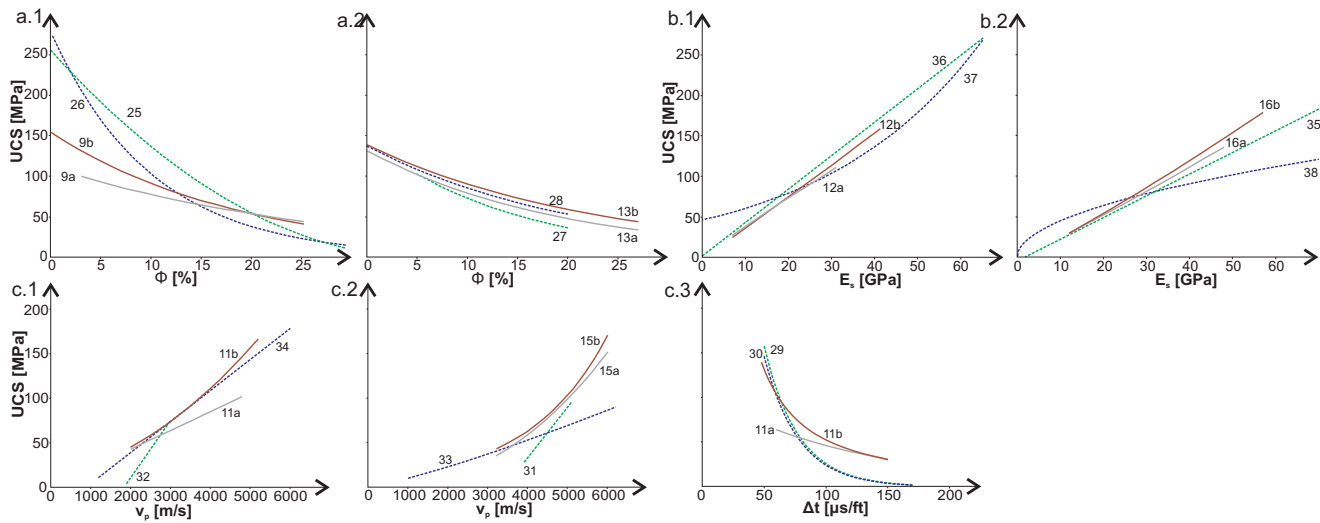 a.1
UCS [MPa]
250
200
150
100
50
0
26
25
9b
9a
0 5 10 15 20 25
Φ [%]
a.2
28
27
13b
13a
0 5 10 15 20 25
Φ [%]
b.1
UCS [MPa]
250
200
150
100
50
0
36
37
12b
12a
0 10 20 30 40 50 60
Es [GPa]
b.2
16b
16a
35
38
0 10 20 30 40 50 60
Es [GPa]
c.1
UCS [MPa]
200
150
100
50
0
11b
34
11a
32
0 1000 2000 3000 4000 5000 6000
vp [m/s]
c.2
15b
15a
33
31
0 1000 2000 3000 4000 5000 6000
vp [m/s]
c.3
30 29
11a
11b
0 50 100 150 200
Δt [µs/ft]